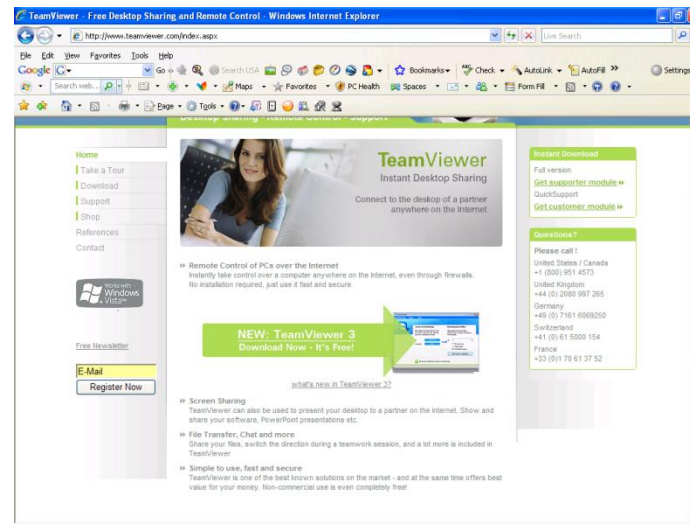 TeamViewer - Free Desktop Sharing and Remote Control - Windows Internet Explorer
http://www.teamviewer.com/index.aspx
Live Search
File Edit View Favorites Tools Help
Google G Go Search USA Bookmarks ABC Check AutoLink AutoFill Settings
Search web... Maps Favorites PC Health Spaces Form Fill
Page Tools
Desktop Sharing - Remote Control - Support
Home
Take a Tour
Download
Support
Shop
References
Contact
Works with
Windows
Vista™
Free Newsletter
E-Mail
Register Now
TeamViewer
Instant Desktop Sharing
Connect to the deskop of a partner
anywhere on the Internet
Remote Control of PCs over the Internet
Instantly take control over a computer anywhere on the Internet, even through firewalls.
No installation required, just use it fast and secure.
NEW: TeamViewer 3
Download Now - It's Free!
what's new in TeamViewer 3?
Screen Sharing
TeamViewer can also be used to present your desktop to a partner on the Internet. Show and
share your software, PowerPoint presentations etc.
File Transfer, Chat and more
Share your files, switch the direction during a teamwork session, and a lot more is included in
TeamViewer
Simple to use, fast and secure
TeamViewer is one of the best known solutions on the market - and at the same time offers best
value for your money. Non-commercial use is even completely free!
Instant Download
Full version
Get supporter module »
QuickSupport
Get customer module »
Questions?
Please call !
United States / Canada
+1 (800) 951 4573
United Kingdom
+44 (0) 2080 997 265
Germany
+49 (0) 7161 6069250
Switzerland
+41 (0) 61 5000 154
France
+33 (0)1 78 61 37 52